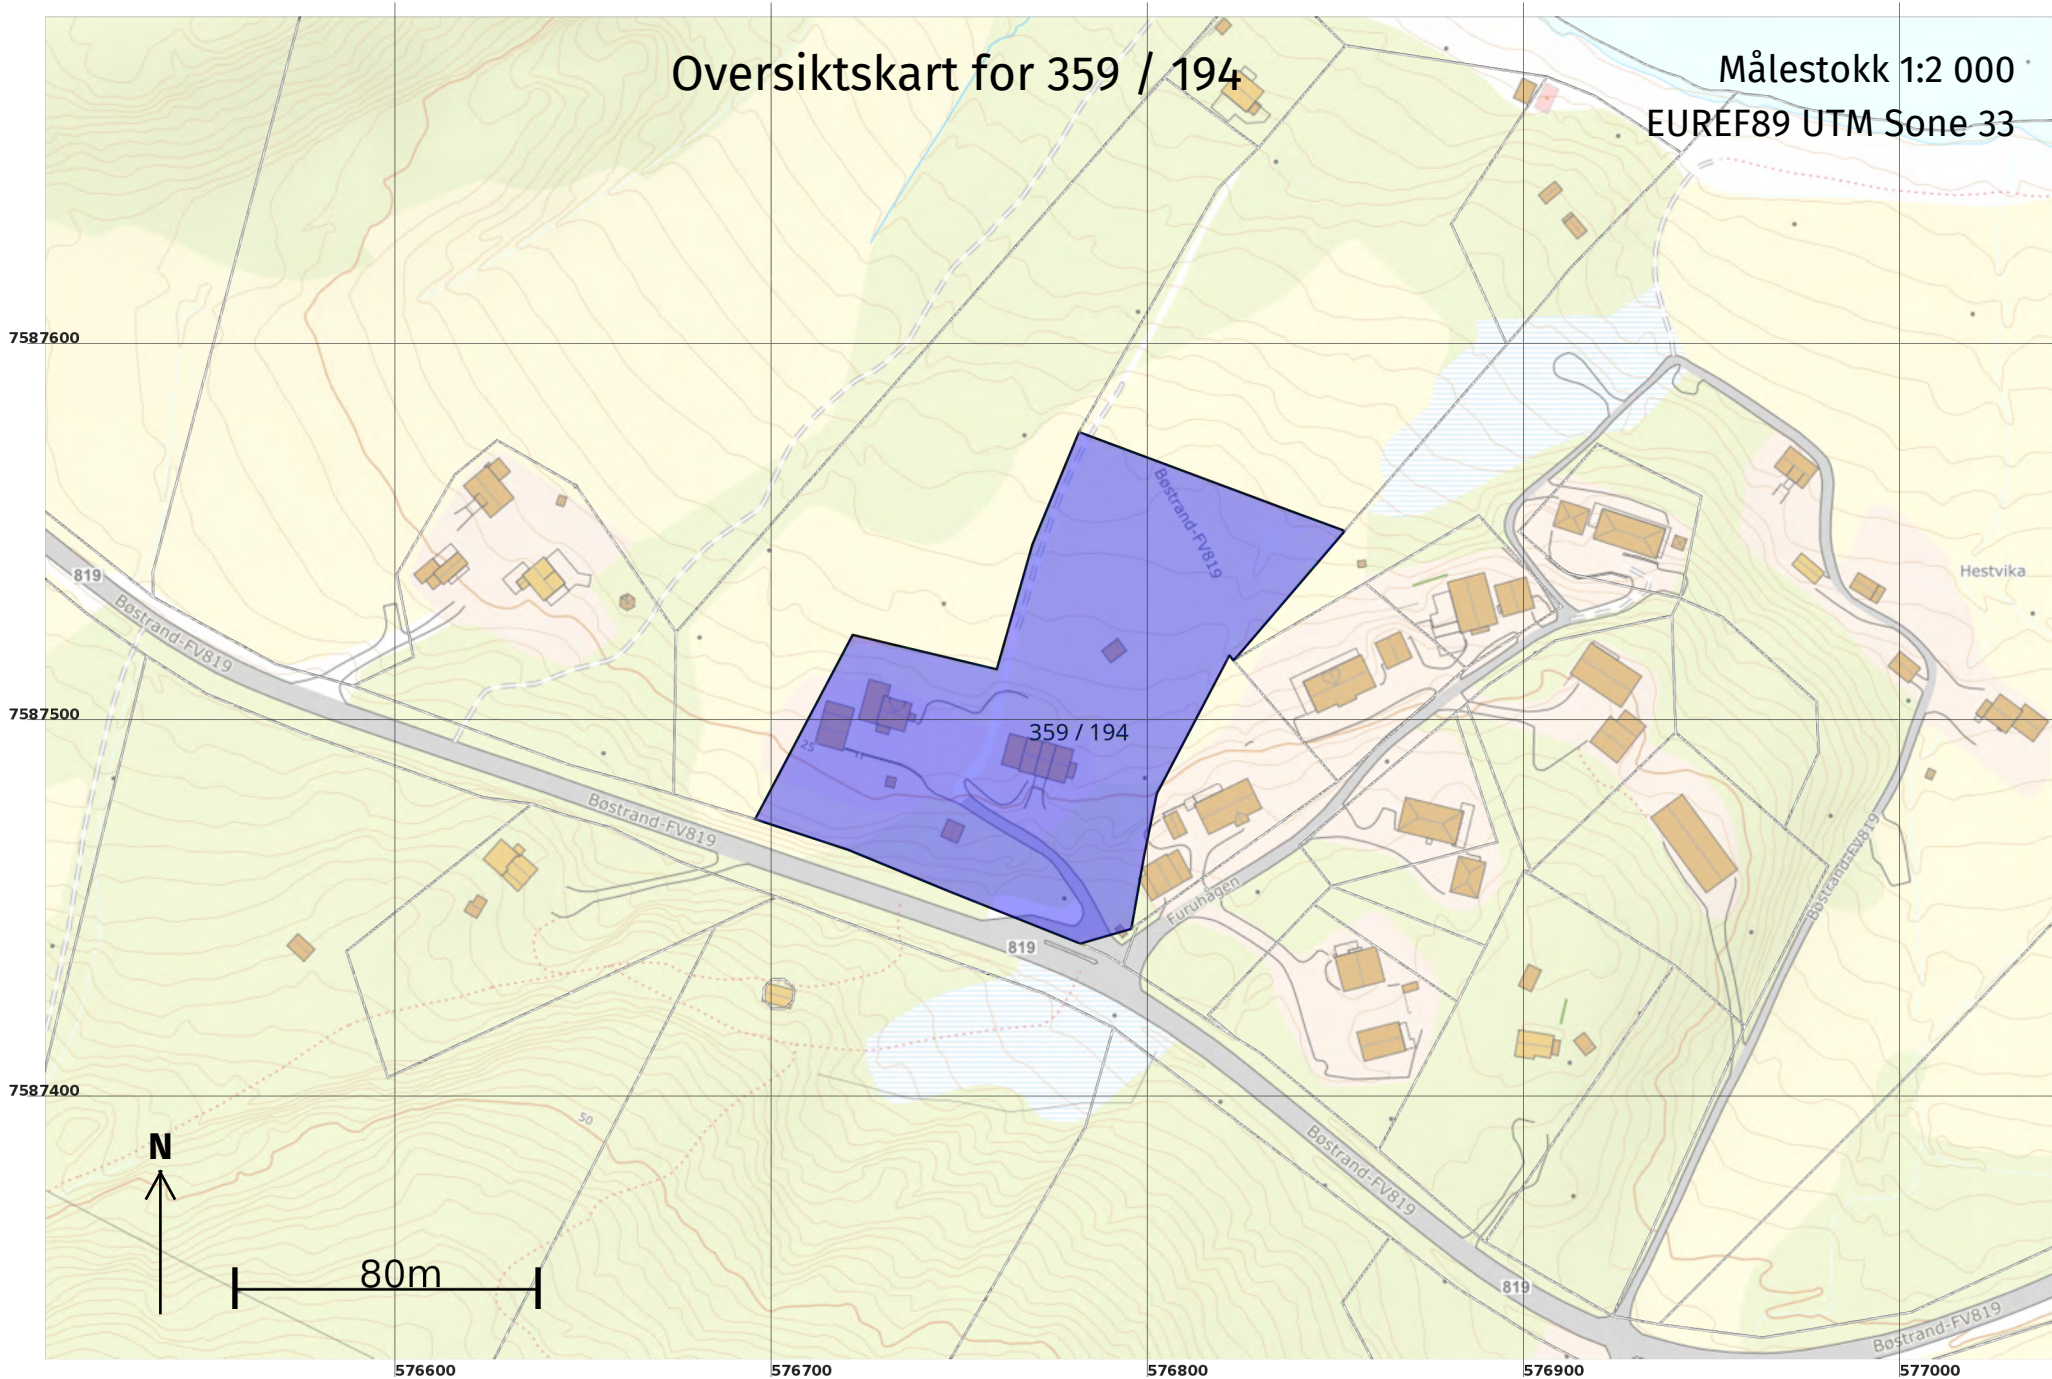 Oversiktskart for 359 / 194
Målestokk 1:2 000
EUREF89 UTM Sone 33
7587600
Bøstrand-FV819
819
Hestvika
Bøstrand-FV819
7587500
359 / 194
25
Bøstrand-FV819
Bøstrand-FV819
Furuhagen
819
7587400
50
N
Bøstrand-FV819
80m
819
Bøstrand-FV819
576600
576700
576800
576900
577000